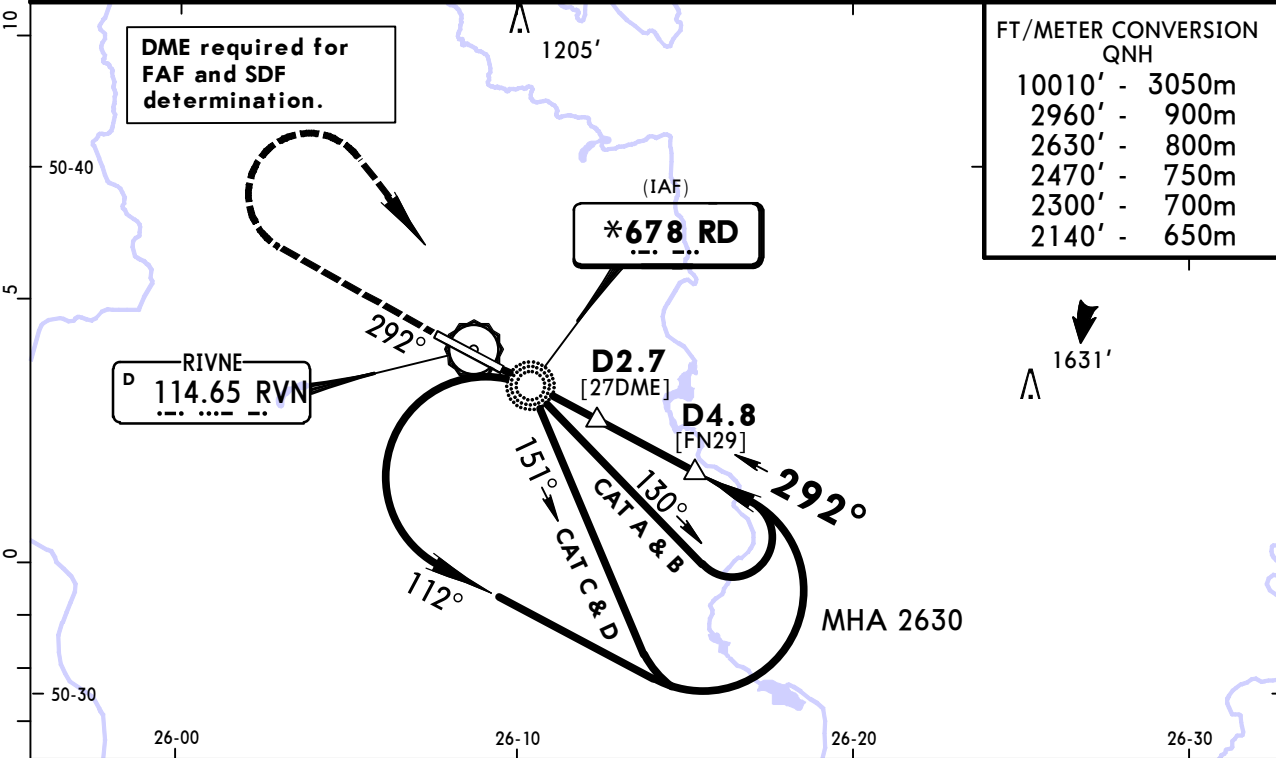 10
1205'
DME required for
FAF and SDF
determination.
FT/METER CONVERSION
QNH
10010' - 3050m
2960' - 900m
2630' - 800m
2470' - 750m
2300' - 700m
2140' - 650m
50-40
(IAF)
*678 RD
5
292°
1631'
RIVNE
D 114.65 RVN
D2.7
[27DME]
D4.8
[FN29]
292°
151°
CAT C & D
130°
CAT A & B
0
112°
MHA 2630
50-30
26-00
26-10
26-20
26-30